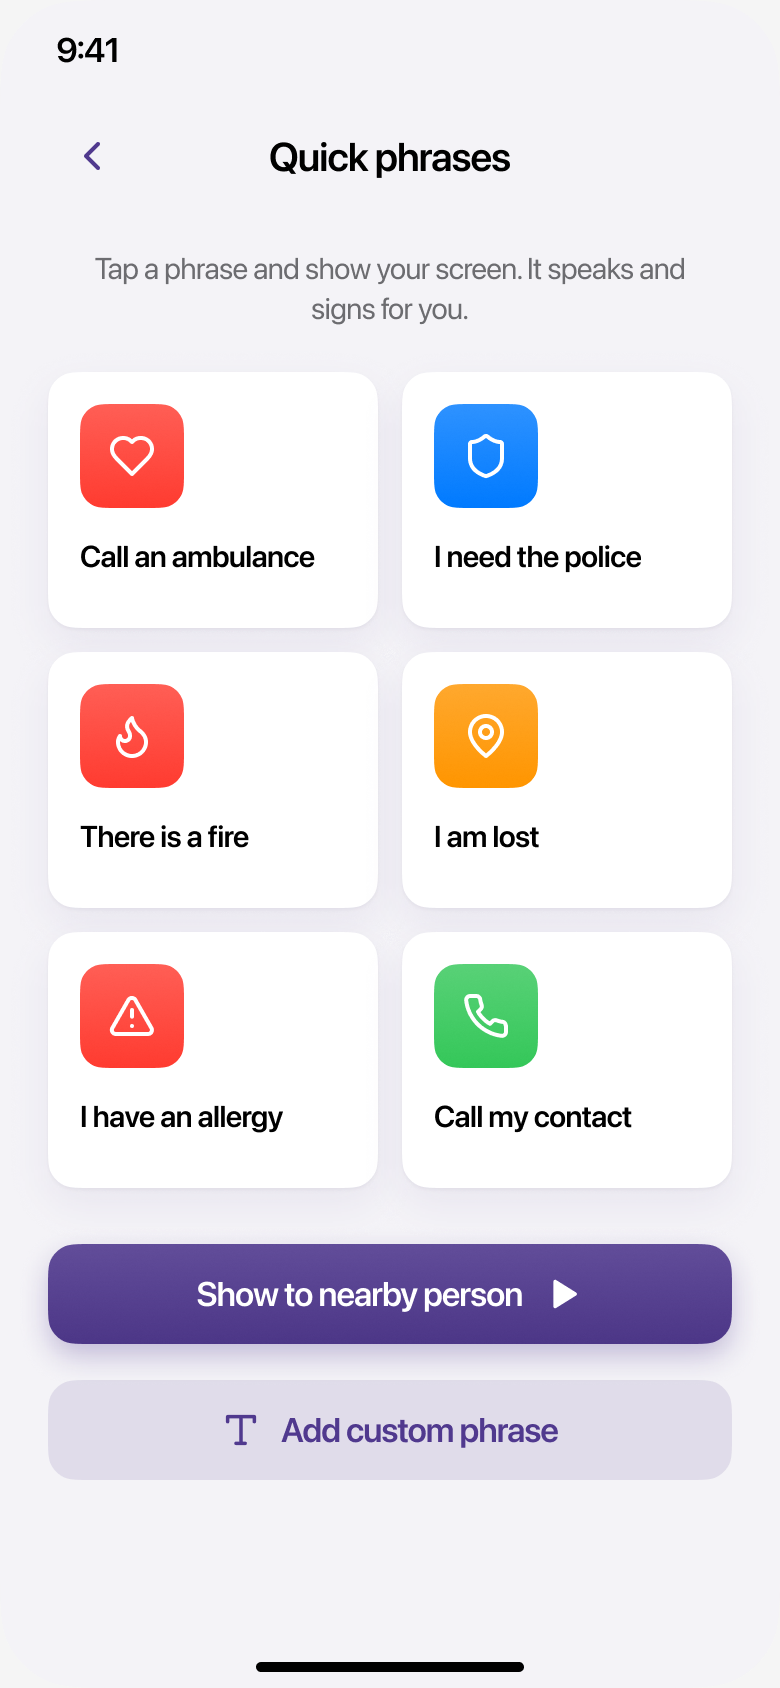 9:41
Quick phrases
Tap a phrase and show your screen. It speaks and
signs for you.
Call an ambulance
I need the police
There is a fire
I am lost
I have an allergy
Call my contact
Show to nearby person
Add custom phrase